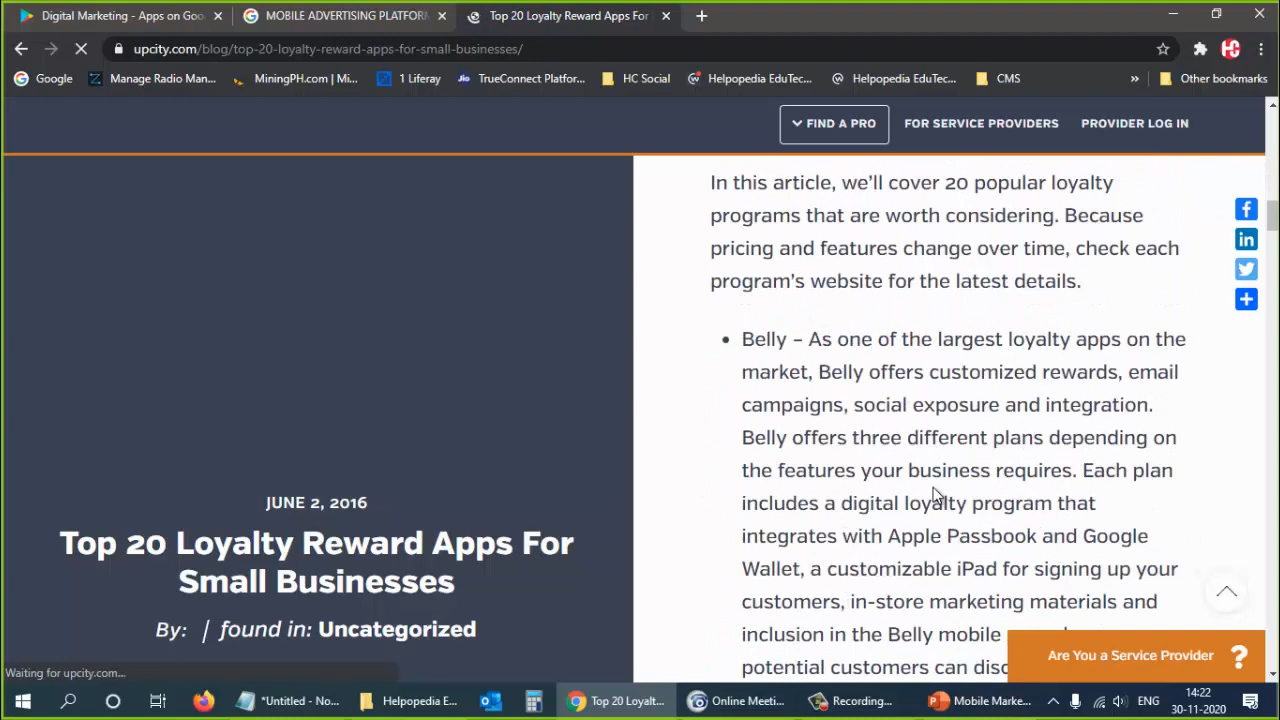 Digital Marketing - Apps on Goo
MOBILE ADVERTISING PLATFORM
Top 20 Loyalty Reward Apps For
upcity.com/blog/top-20-loyalty-reward-apps-for-small-businesses/
Google
Manage Radio Man...
MiningPH.com | Mi...
1 Liferay
TrueConnect Platfor...
HC Social
Helpopedia EduTec...
Helpopedia EduTec...
CMS
»
Other bookmarks
FIND A PRO
FOR SERVICE PROVIDERS
PROVIDER LOG IN
In this article, we'll cover 20 popular loyalty
programs that are worth considering. Because
pricing and features change over time, check each
program's website for the latest details.
• Belly – As one of the largest loyalty apps on the
market, Belly offers customized rewards, email
campaigns, social exposure and integration.
Belly offers three different plans depending on
the features your business requires. Each plan
includes a digital loyalty program that
integrates with Apple Passbook and Google
Wallet, a customizable iPad for signing up your
customers, in-store marketing materials and
inclusion in the Belly mobile
potential customers can
JUNE 2, 2016
Top 20 Loyalty Reward Apps For
Small Businesses
By: / found in: Uncategorized
Are You a Service Provider ?
Waiting for upcity.com...
*Untitled - No...
Helpopedia E...
Top 20 Loyalt...
Online Meeti...
Recording...
Mobile Marke...
ENG
14:22
30-11-2020